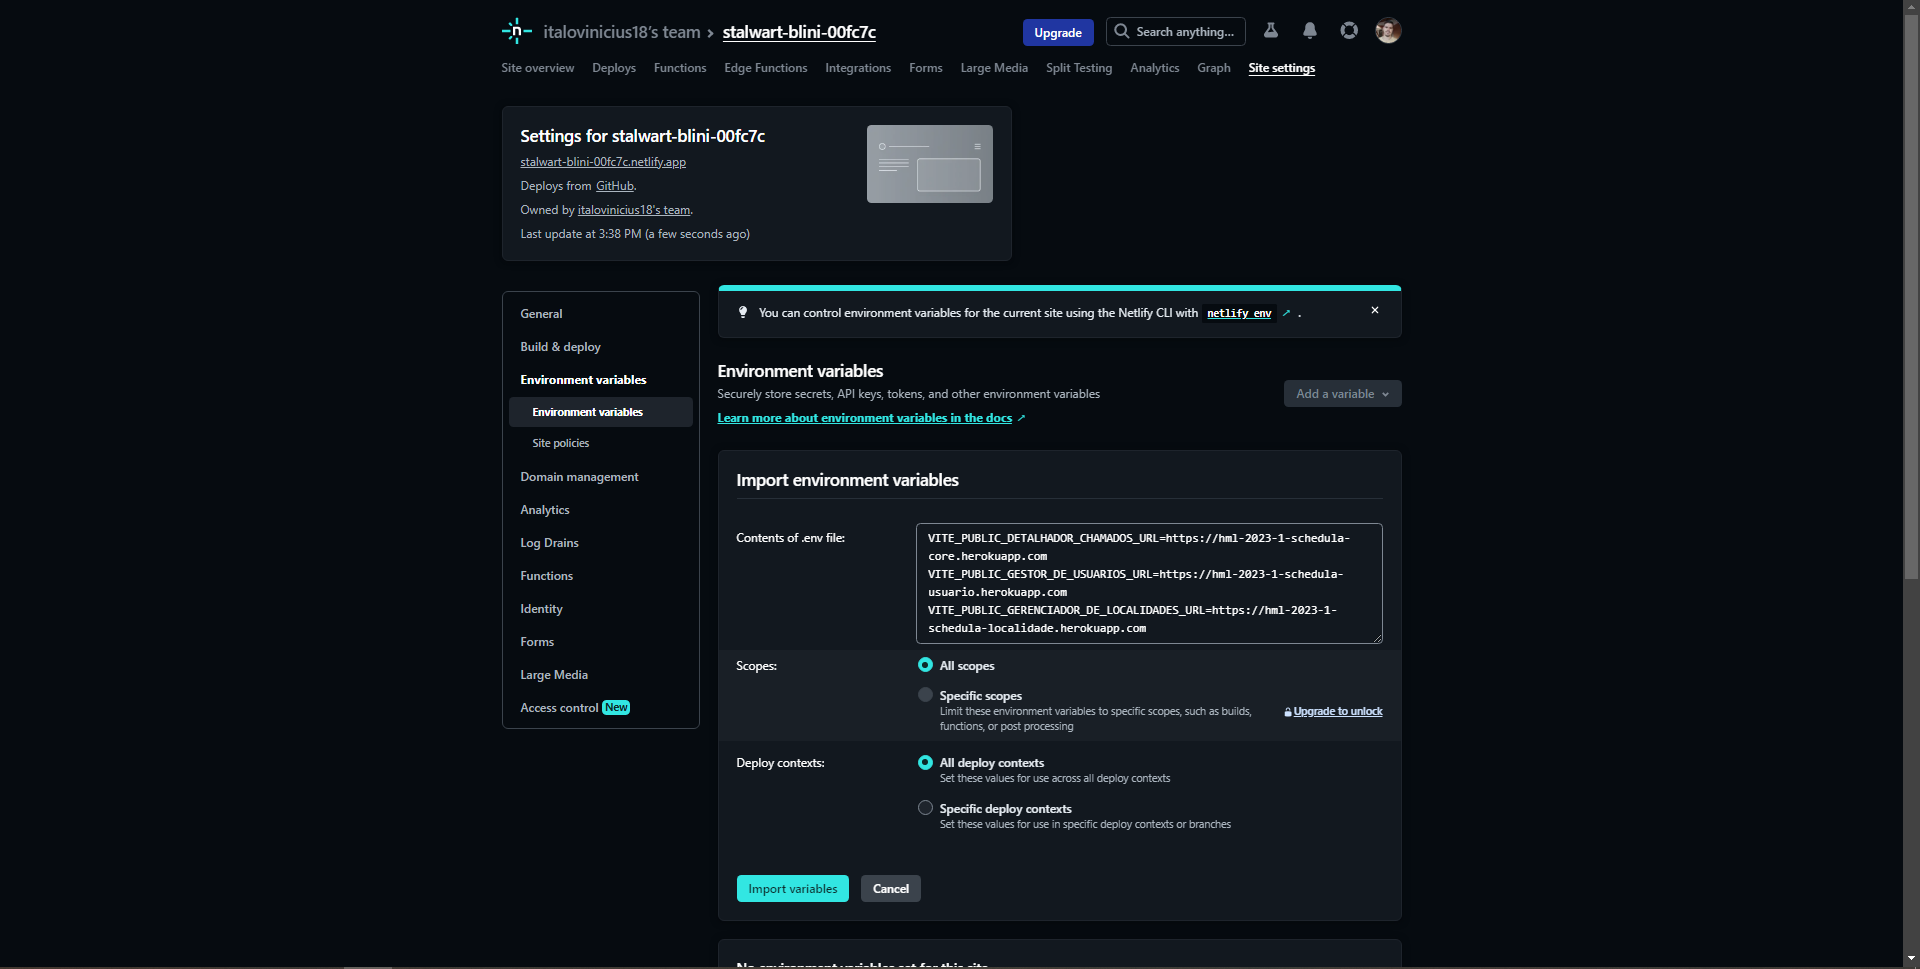 italovinicius18's team > stalwart-blini-00fc7c
Upgrade
Search anything...
Site overview Deploys Functions Edge Functions Integrations Forms Large Media Split Testing Analytics Graph Site settings
Settings for stalwart-blini-00fc7c
stalwart-blini-00fc7c.netlify.app
Deploys from GitHub.
Owned by italovinicius18's team.
Last update at 3:38 PM (a few seconds ago)
General
Build & deploy
Environment variables
Environment variables
Site policies
Domain management
Analytics
Log Drains
Functions
Identity
Forms
Large Media
Access control New
You can control environment variables for the current site using the Netlify CLI with netlify env ↗ .
Environment variables
Securely store secrets, API keys, tokens, and other environment variables
Learn more about environment variables in the docs ↗
Add a variable
Import environment variables
Contents of .env file:
VITE_PUBLIC_DETALHADOR_CHAMADOS_URL=https://hml-2023-1-schedula-
core.herokuapp.com
VITE_PUBLIC_GESTOR_DE_USUARIOS_URL=https://hml-2023-1-schedula-
usuario.herokuapp.com
VITE_PUBLIC_GERENCIADOR_DE_LOCALIDADES_URL=https://hml-2023-1-
schedula-localidade.herokuapp.com
Scopes:
All scopes
Specific scopes
Limit these environment variables to specific scopes, such as builds,
functions, or post processing
Upgrade to unlock
Deploy contexts:
All deploy contexts
Set these values for use across all deploy contexts
Specific deploy contexts
Set these values for use in specific deploy contexts or branches
Import variables
Cancel
No environment variables set for this site